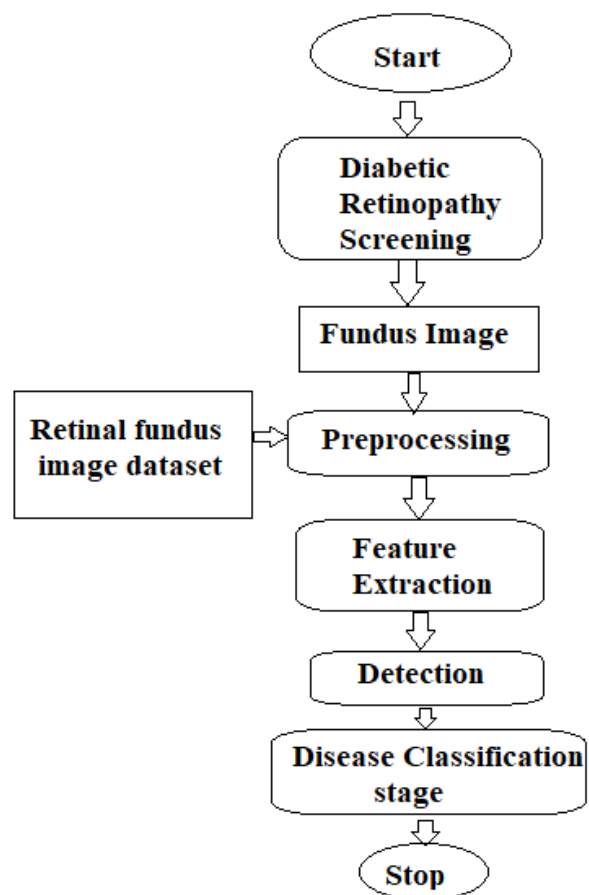 Start
Diabetic
Retinopathy
Screening
Fundus Image
Retinal fundus
image dataset
Preprocessing
Feature
Extraction
Detection
Disease Classification
stage
Stop